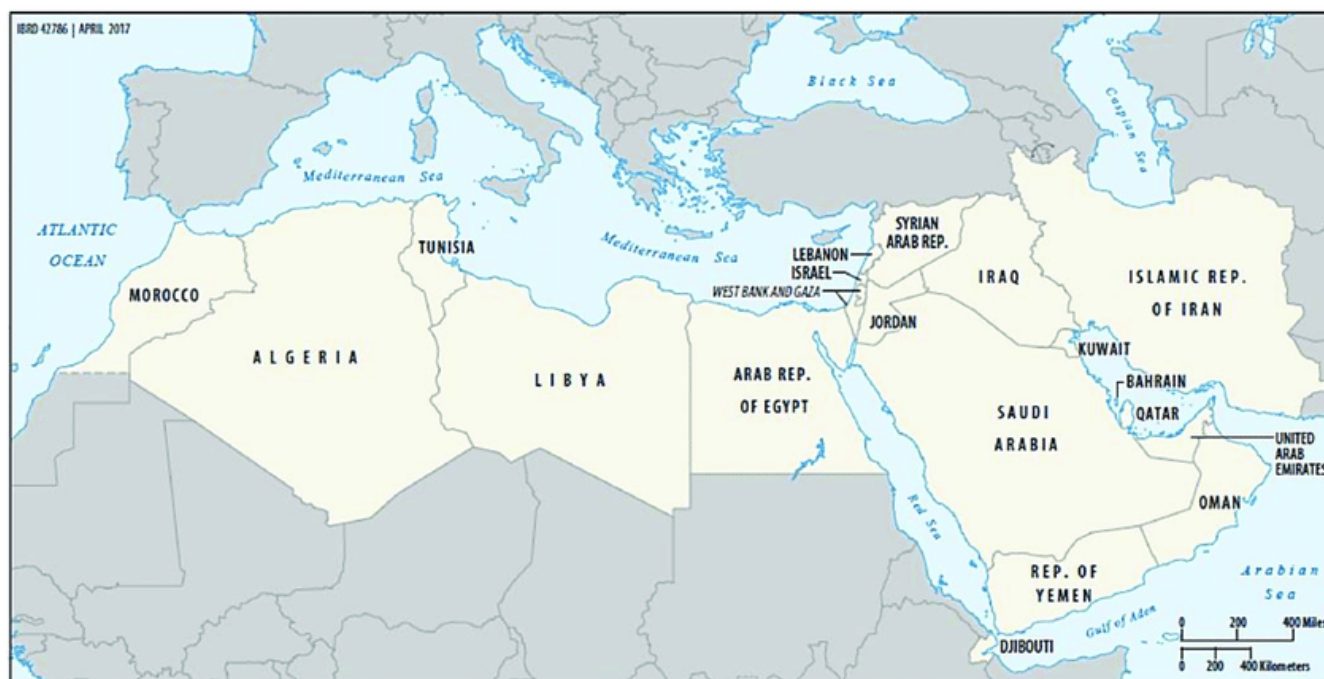 IBRD 42786 | APRIL 2017
Black Sea
Caspian Sea
Mediterranean Sea
ATLANTIC
OCEAN
TUNISIA
Mediterranean Sea
SYRIAN
ARAB REP.
LEBANON
ISRAEL
WEST BANK AND GAZA
IRAQ
ISLAMIC REP.
OF IRAN
MOROCCO
JORDAN
ALGERIA
LIBYA
ARAB REP.
OF EGYPT
KUWAIT
BAHRAIN
QATAR
SAUDI
ARABIA
UNITED
ARAB
EMIRATES
OMAN
Red Sea
REP. OF
YEMEN
Arabian
Sea
Gulf of Aden
DJIBOUTI
0 200 400 Miles
0 200 400 Kilometers